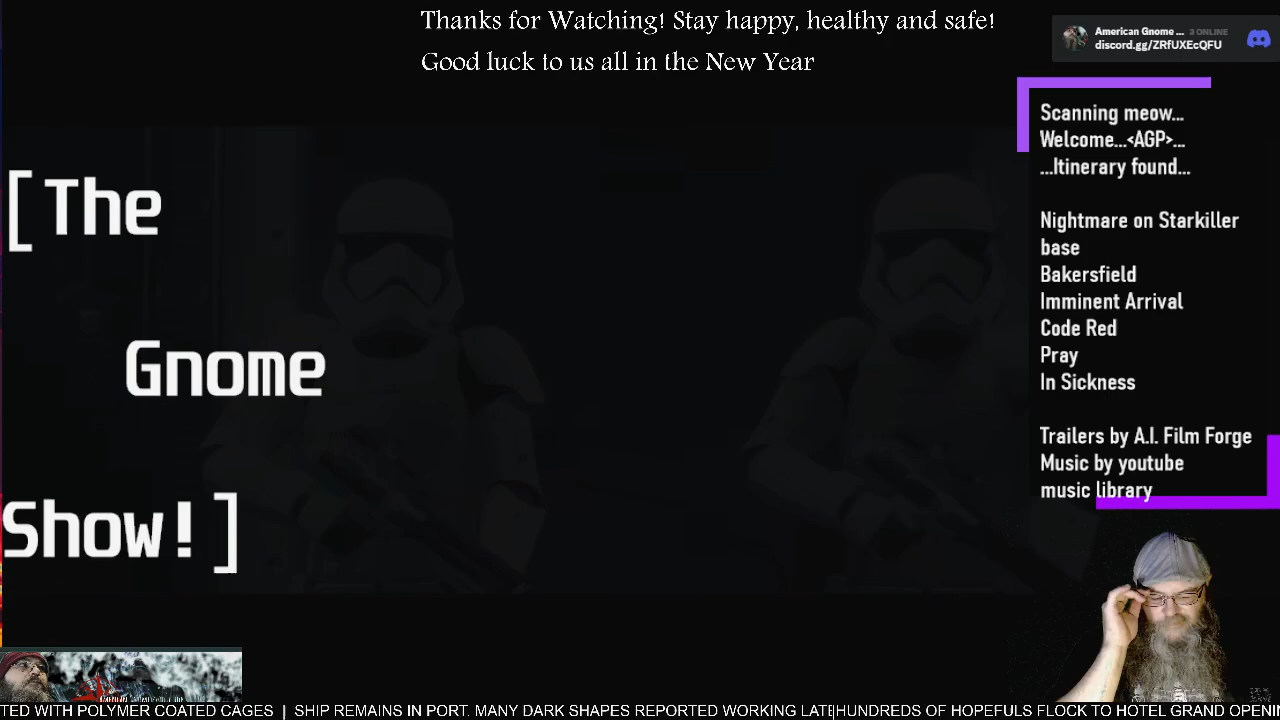 Thanks for Watching! Stay happy, healthy and safe!
Good luck to us all in the New Year
American Gnome ... 3 ONLINE
discord.gg/ZRfUXEcQFU
Scanning meow...
Welcome...<AGP>...
...Itinerary found...
Nightmare on Starkiller
base
Bakersfield
Imminent Arrival
Code Red
Pray
In Sickness
Trailers by A.I. Film Forge
Music by youtube
music library
[The
Gnome
Show!]
TED WITH POLYMER COATED CAGES | SHIP REMAINS IN PORT. MANY DARK SHAPES REPORTED WORKING LATE
HUNDREDS OF HOPEFULS FLOCK TO HOTEL GRAND OPENIN